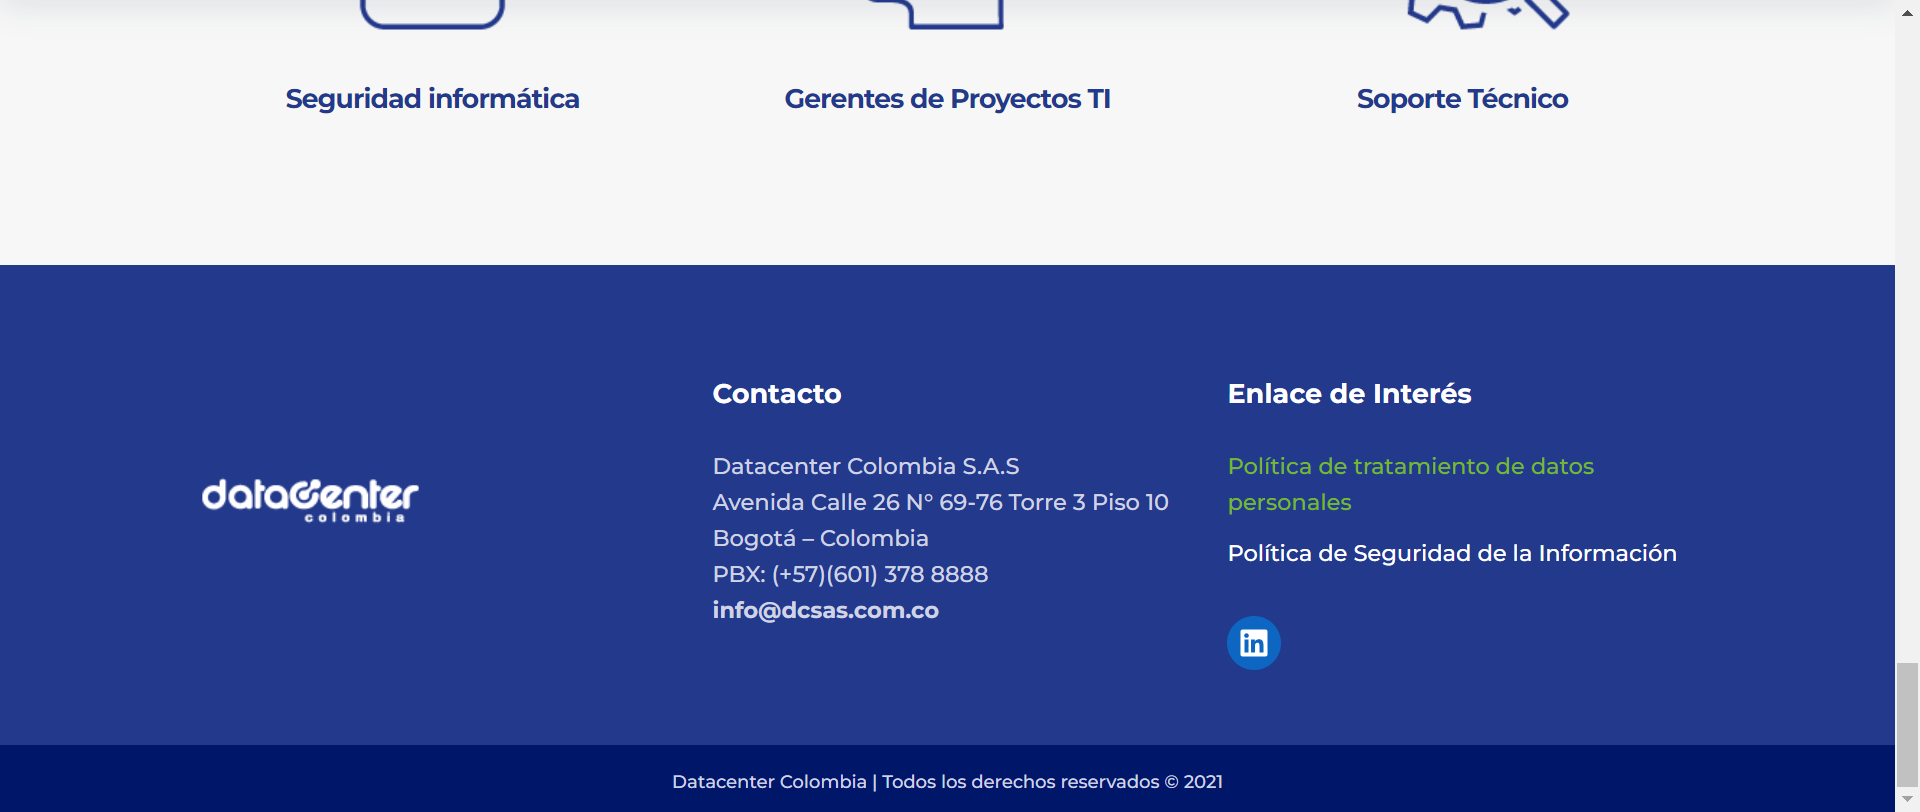 Seguridad informática
Gerentes de Proyectos TI
Soporte Técnico
datacenter
colombia
Contacto
Datacenter Colombia S.A.S
Avenida Calle 26 N° 69-76 Torre 3 Piso 10
Bogotá – Colombia
PBX: (+57)(601) 378 8888
info@dcsas.com.co
Enlace de Interés
Política de tratamiento de datos
personales
Política de Seguridad de la Información
in
Datacenter Colombia | Todos los derechos reservados © 2021